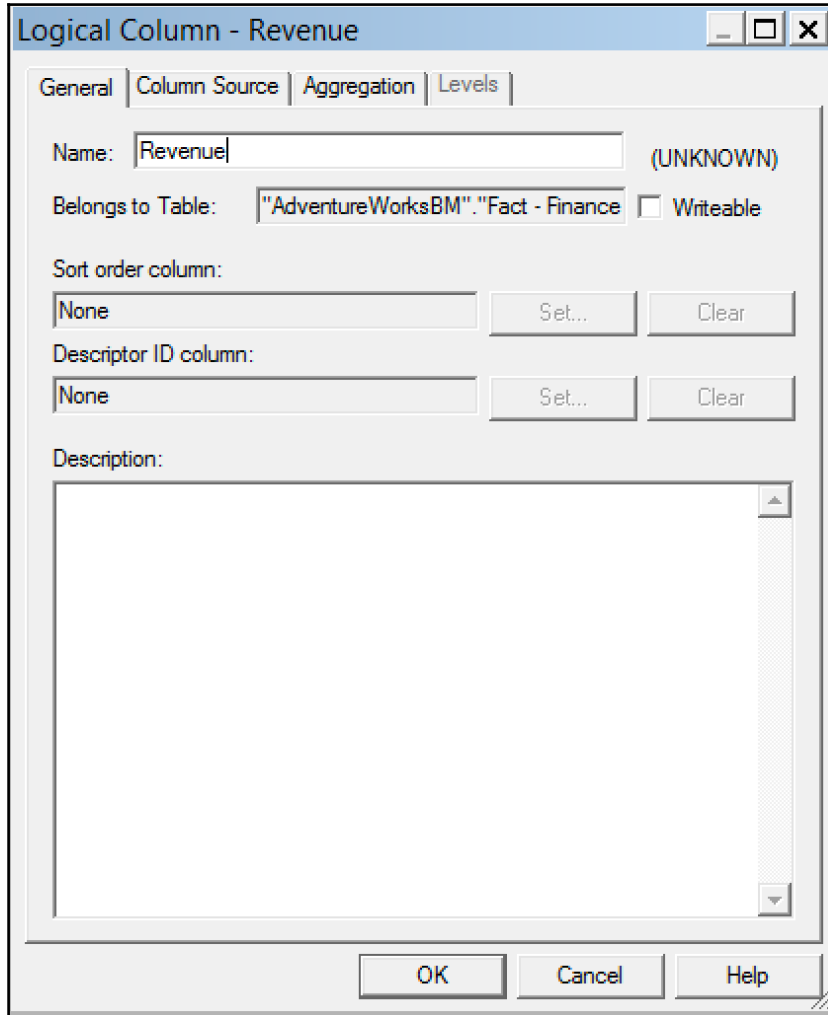 Logical Column - Revenue
General Column Source Aggregation Levels
Name: Revenue (UNKNOWN)
Belongs to Table: "AdventureWorksBM"."Fact - Finance Writeable
Sort order column:
None Set... Clear
Descriptor ID column:
None Set... Clear
Description:
OK Cancel Help